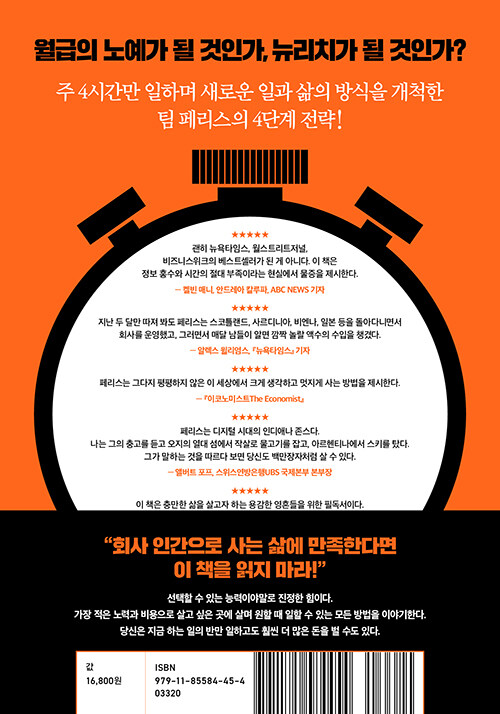 월급의 노예가 될 것인가, 뉴리치가 될 것인가?
주 4시간만 일하며 새로운 일과 삶의 방식을 개척한
팀 페리스의 4단계 전략!
★★★★★
괜히 뉴욕타임스, 월스트리트저널,
비즈니스위크의 베스트셀러가 된 게 아니다. 이 책은
정보 홍수와 시간의 절대 부족이라는 현실에서 물증을 제시한다.
— 켈빈 매니, 안드레아 칼루파, ABC NEWS 기자
★★★★★
지난 두 달만 따져 봐도 페리스는 스코틀랜드, 사르디니아, 비엔나, 일본 등을 돌아다니면서
회사를 운영했고, 그러면서 매달 남들이 알면 깜짝 놀랄 액수의 수입을 챙겼다.
— 알렉스 윌리엄스, 『뉴욕타임스』 기자
★★★★★
페리스는 그다지 평평하지 않은 이 세상에서 크게 생각하고 멋지게 사는 방법을 제시한다.
— 『이코노미스트The Economist』
★★★★★
페리스는 디지털 시대의 인디애나 존스다.
나는 그의 충고를 듣고 오지의 열대 섬에서 작살로 물고기를 잡고, 아르헨티나에서 스키를 탔다.
그가 말하는 것을 따르다 보면 당신도 백만장자처럼 살 수 있다.
— 앨버트 포프, 스위스연방은행UBS 국제본부 본부장
★★★★★
이 책은 충만한 삶을 살고자 하는 용감한 영혼들을 위한 필독서이다.
“회사 인간으로 사는 삶에 만족한다면
이 책을 읽지 마라!”
선택할 수 있는 능력이야말로 진정한 힘이다.
가장 적은 노력과 비용으로 살고 싶은 곳에 살며 원할 때 일할 수 있는 모든 방법을 이야기한다.
당신은 지금 하는 일의 반만 일하고도 훨씬 더 많은 돈을 벌 수도 있다.
값
16,800원
ISBN
979-11-85584-45-4
03320